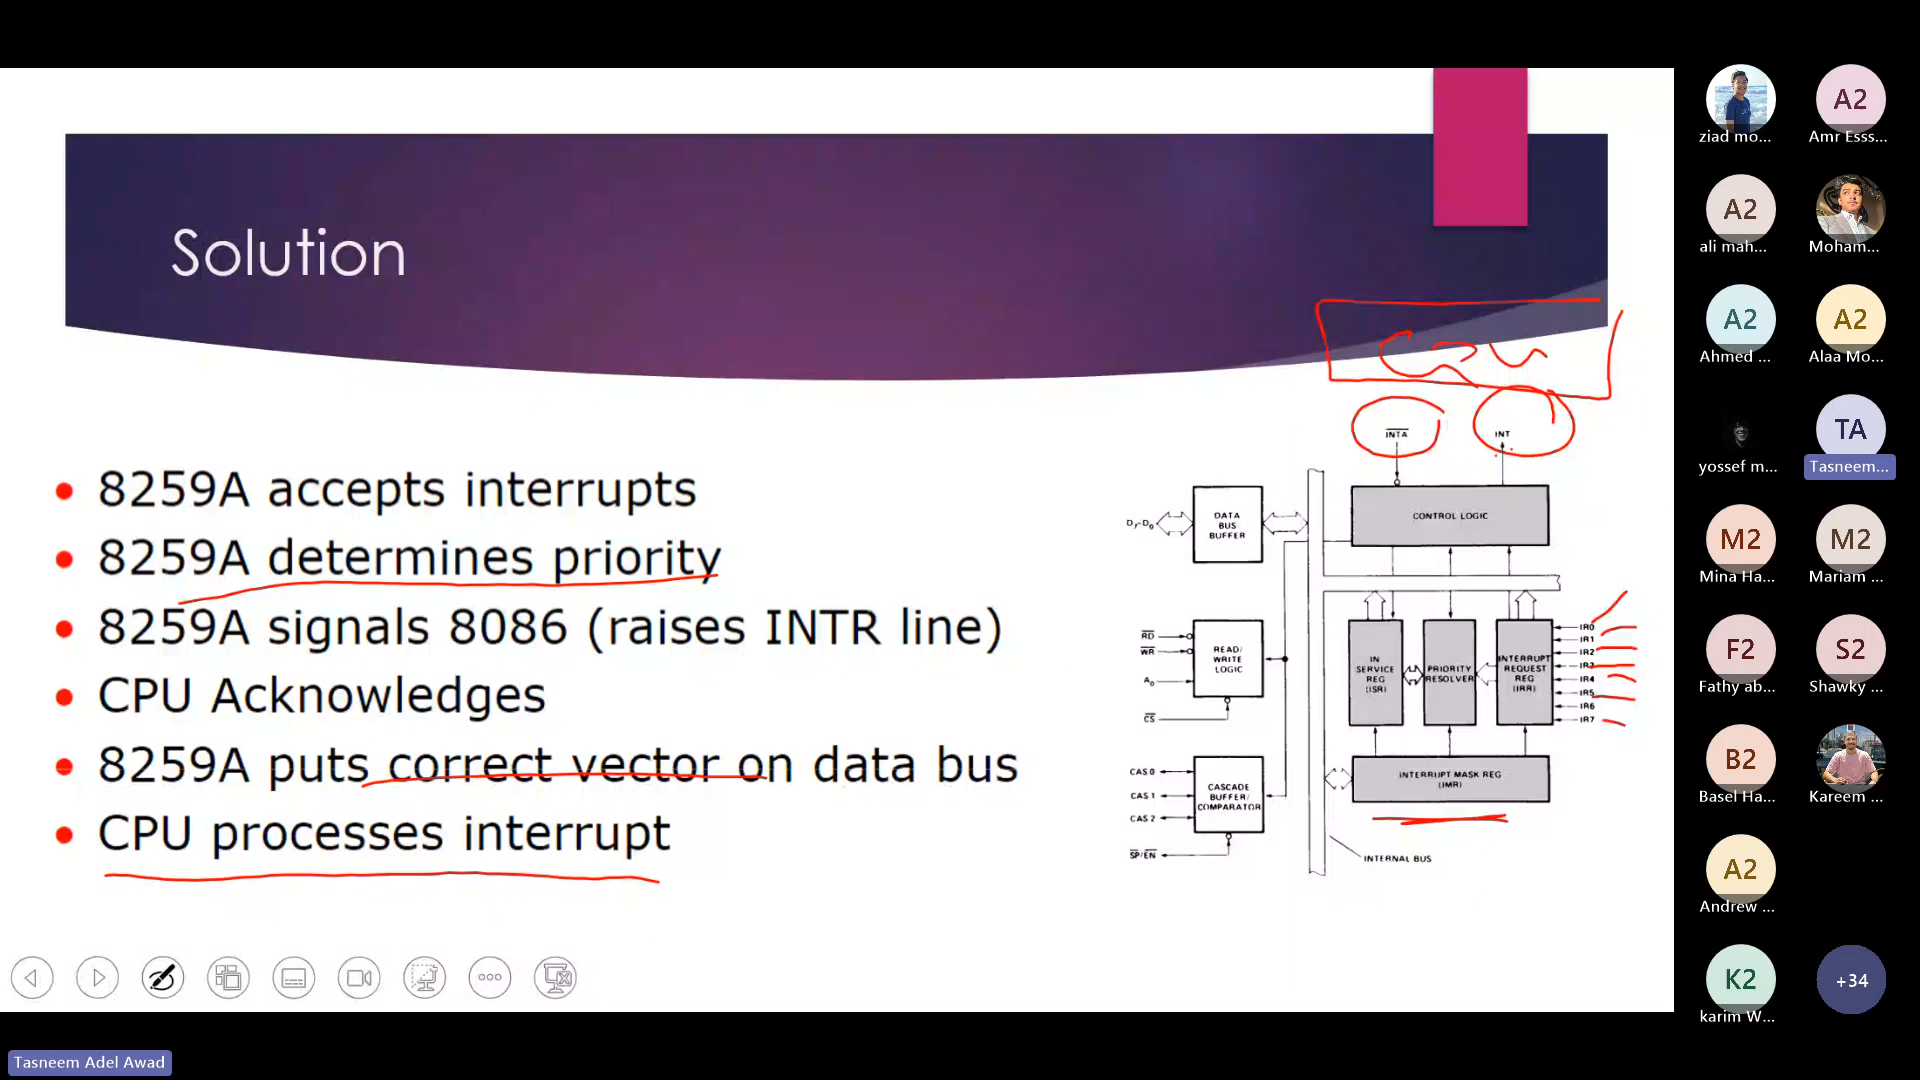 Solution
CPU
• 8259A accepts interrupts
• 8259A determines priority
• 8259A signals 8086 (raises INTR line)
• CPU Acknowledges
• 8259A puts correct vector on data bus
• CPU processes interrupt
INTA
INT
D7-D0
DATA
BUS
BUFFER
CONTROL LOGIC
RD
WR
A0
CS
READ/
WRITE
LOGIC
IN
SERVICE
REG
(ISR)
PRIORITY
RESOLVER
INTERRUPT
REQUEST
REG
(IRR)
IR0
IR1
IR2
IR3
IR4
IR5
IR6
IR7
CAS 0
CAS 1
CAS 2
SP/EN
CASCADE
BUFFER/
COMPARATOR
INTERRUPT MASK REG
(IMR)
INTERNAL BUS
ziad mo...
A2
Amr Esss...
A2
ali mah...
Moham...
A2
Ahmed ...
A2
Alaa Mo...
yossef m...
TA
Tasneem...
M2
Mina Ha...
M2
Mariam ...
F2
Fathy ab...
S2
Shawky ...
B2
Basel Ha...
Kareem ...
A2
Andrew ...
K2
karim W...
+34
Tasneem Adel Awad